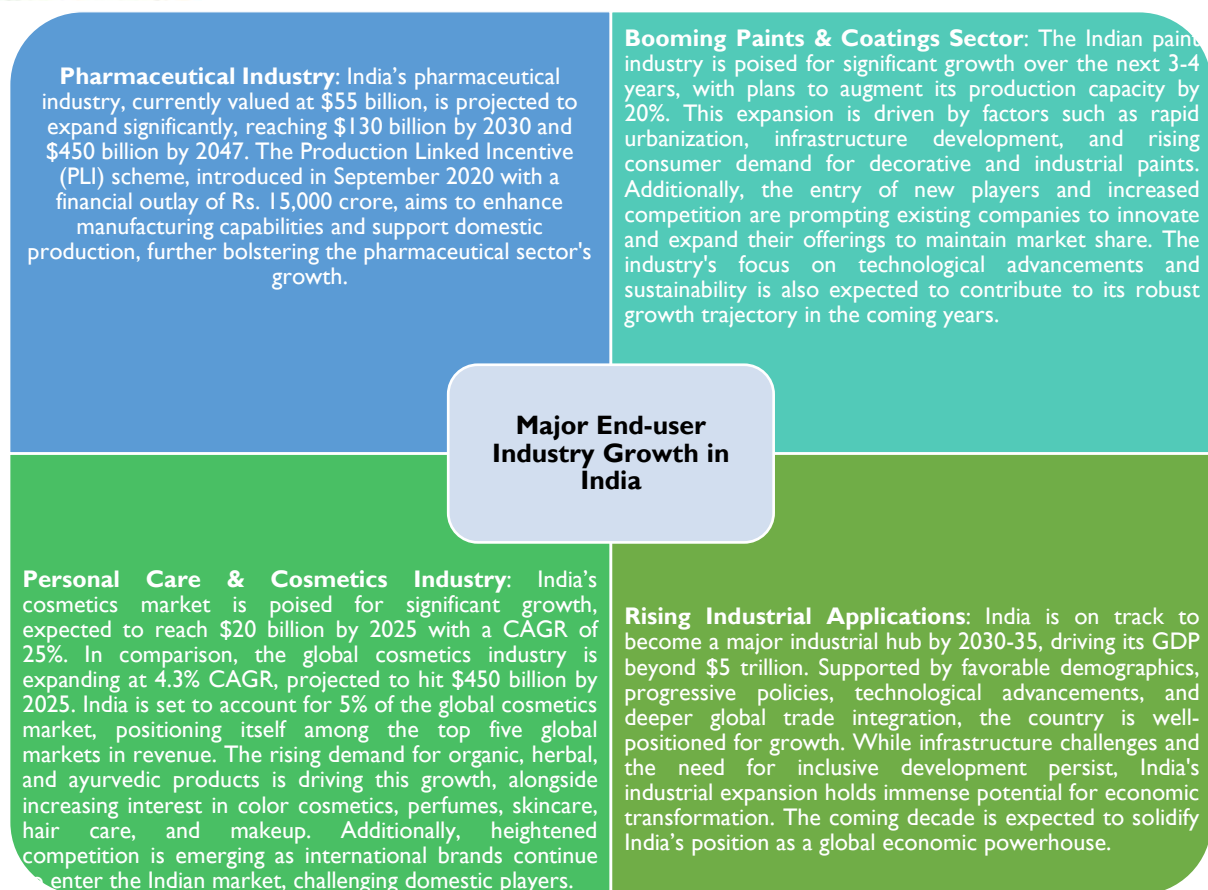 Pharmaceutical Industry: India’s pharmaceutical
industry, currently valued at $55 billion, is projected to
expand significantly, reaching $130 billion by 2030 and
$450 billion by 2047. The Production Linked Incentive
(PLI) scheme, introduced in September 2020 with a
financial outlay of Rs. 15,000 crore, aims to enhance
manufacturing capabilities and support domestic
production, further bolstering the pharmaceutical sector's
growth.
Booming Paints & Coatings Sector: The Indian paint
industry is poised for significant growth over the next 3-4
years, with plans to augment its production capacity by
20%. This expansion is driven by factors such as rapid
urbanization, infrastructure development, and rising
consumer demand for decorative and industrial paints.
Additionally, the entry of new players and increased
competition are prompting existing companies to innovate
and expand their offerings to maintain market share. The
industry's focus on technological advancements and
sustainability is also expected to contribute to its robust
growth trajectory in the coming years.
Major End-user
Industry Growth in
India
Personal Care & Cosmetics Industry: India’s
cosmetics market is poised for significant growth,
expected to reach $20 billion by 2025 with a CAGR of
25%. In comparison, the global cosmetics industry is
expanding at 4.3% CAGR, projected to hit $450 billion by
2025. India is set to account for 5% of the global cosmetics
market, positioning itself among the top five global
markets in revenue. The rising demand for organic, herbal,
and ayurvedic products is driving this growth, alongside
increasing interest in color cosmetics, perfumes, skincare,
hair care, and makeup. Additionally, heightened
competition is emerging as international brands continue
to enter the Indian market, challenging domestic players.
Rising Industrial Applications: India is on track to
become a major industrial hub by 2030-35, driving its GDP
beyond $5 trillion. Supported by favorable demographics,
progressive policies, technological advancements, and
deeper global trade integration, the country is well-
positioned for growth. While infrastructure challenges and
the need for inclusive development persist, India's
industrial expansion holds immense potential for economic
transformation. The coming decade is expected to solidify
India’s position as a global economic powerhouse.